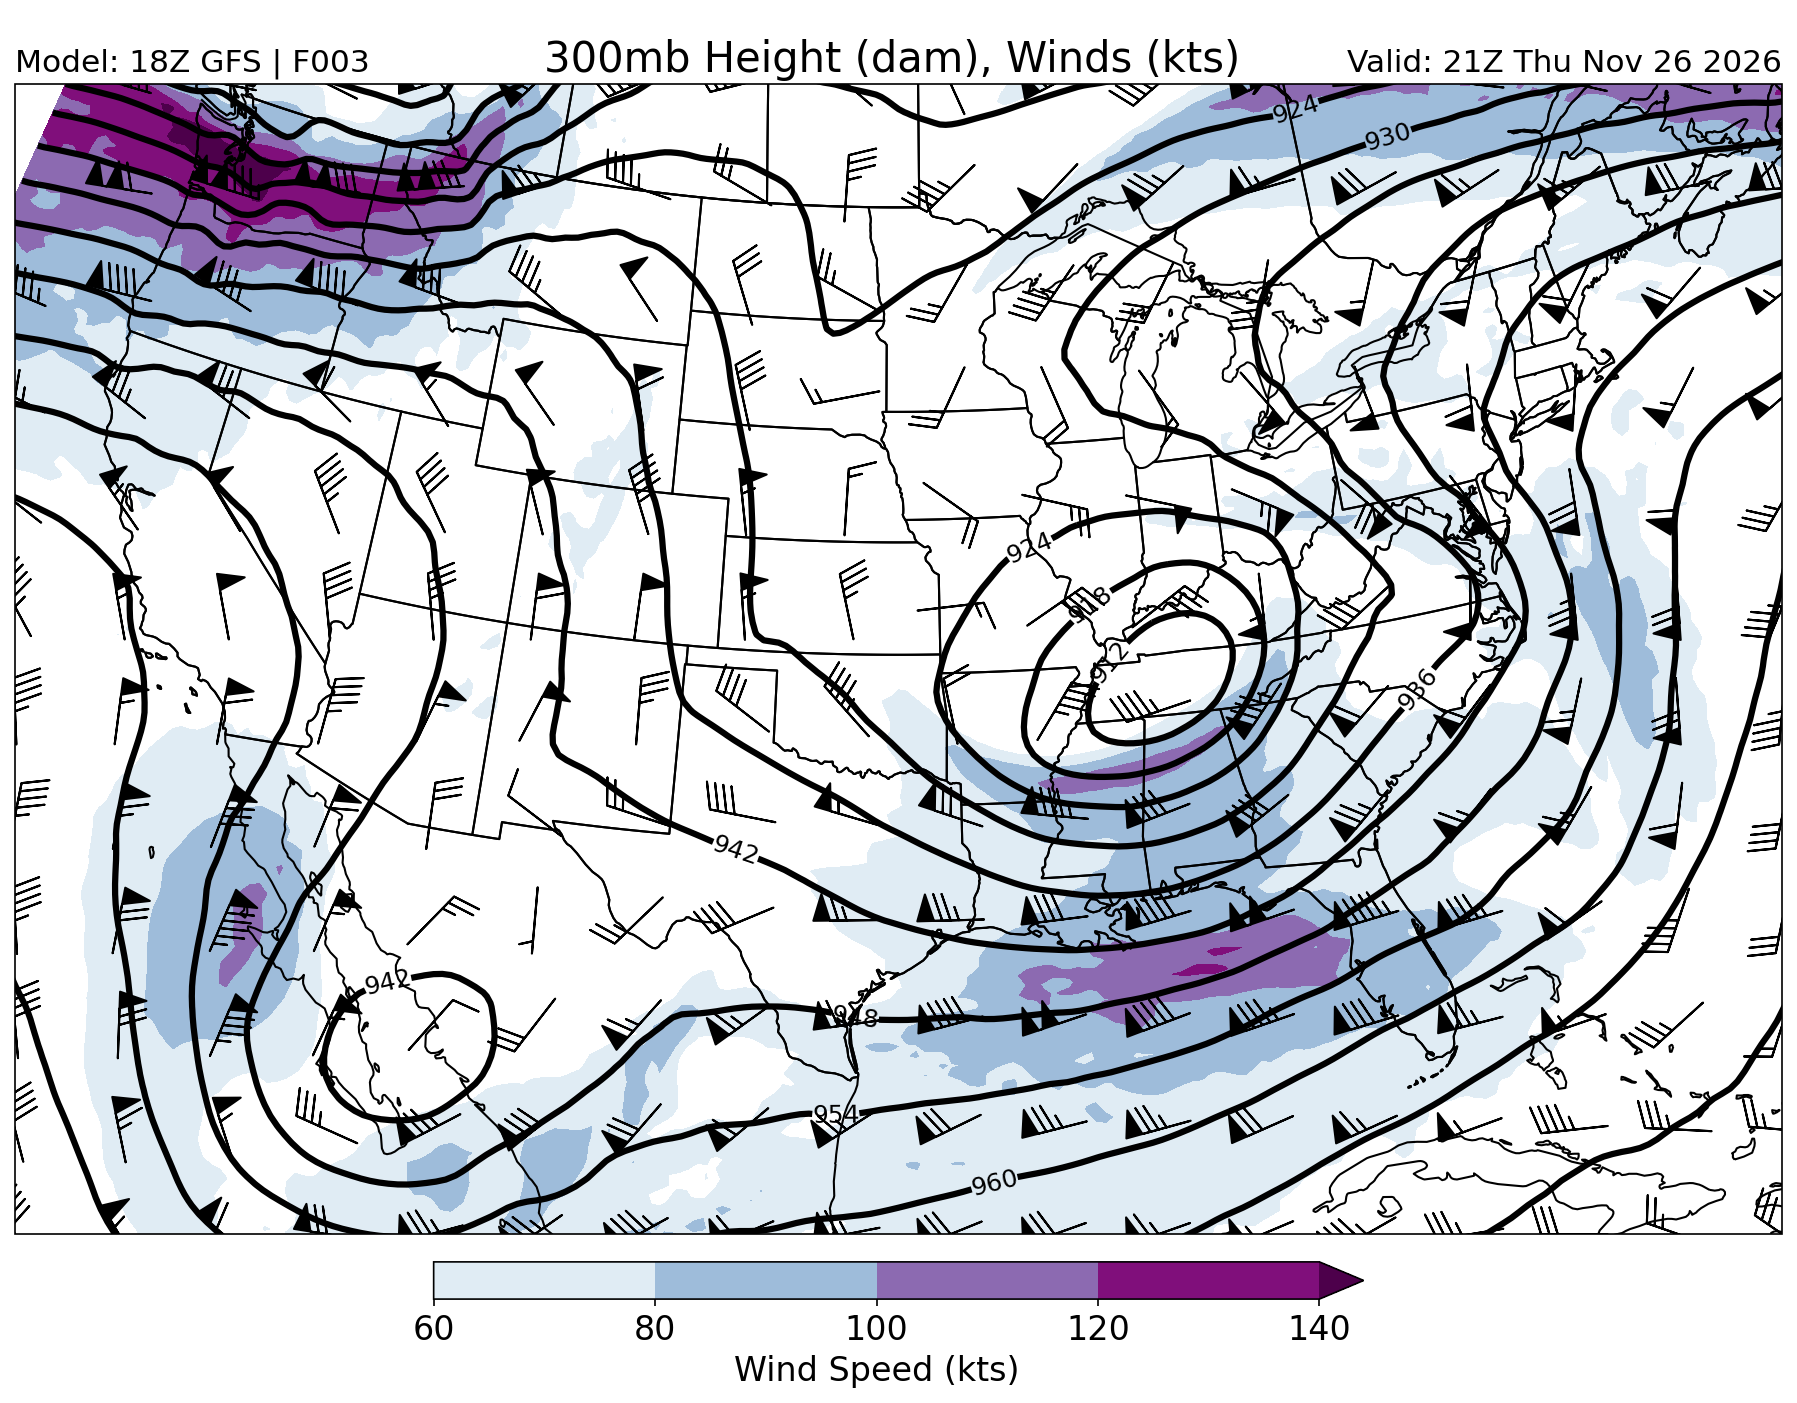 Model: 18Z GFS | F003
300mb Height (dam), Winds (kts)
Valid: 21Z Thu Nov 26 2026
924
930
924
918
912
936
942
942
948
954
960
60 80 100 120 140
Wind Speed (kts)